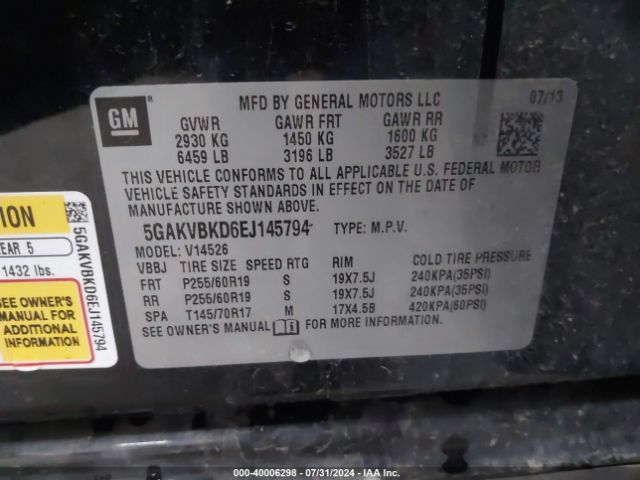 MFD BY GENERAL MOTORS LLC 07/13
GM
GVWR GAWR FRT GAWR RR
2930 KG 1450 KG 1600 KG
6459 LB 3196 LB 3527 LB
THIS VEHICLE CONFORMS TO ALL APPLICABLE U.S. FEDERAL MOTOR
VEHICLE SAFETY STANDARDS IN EFFECT ON THE DATE OF
MANUFACTURE SHOWN ABOVE.
5GAKVBKD6EJ145794 TYPE: M.P.V.
MODEL: V14526
VBBJ TIRE SIZE SPEED RTG RIM COLD TIRE PRESSURE
FRT P255/60R19 S 19X7.5J 240KPA(35PSI)
RR P255/60R19 S 19X7.5J 240KPA(35PSI)
SPA T145/70R17 M 17X4.5B 420KPA(60PSI)
SEE OWNER'S MANUAL FOR MORE INFORMATION.
TION
EAR 5
1432 lbs.
SEE OWNER'S
MANUAL FOR
ADDITIONAL
INFORMATION
5GAKVBKD6EJ145794
000-40006298 - 07/31/2024 - IAA Inc.